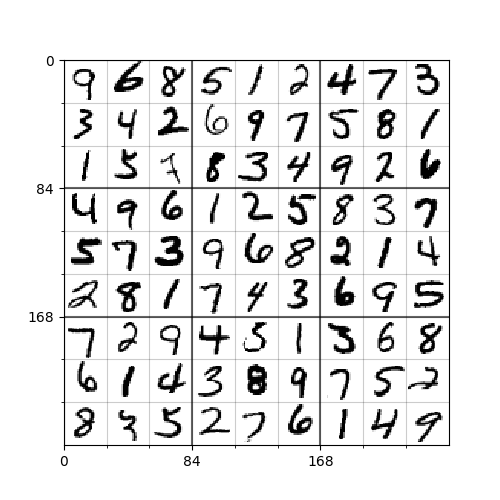 0
9 6 8 5 1 2 4 7 3
3 4 2 6 9 7 5 8 1
1 5 7 8 3 4 9 2 6
84
4 9 6 1 2 5 8 3 7
5 7 3 9 6 8 2 1 4
2 8 1 7 4 3 6 9 5
168
7 2 9 4 5 1 3 6 8
6 1 4 3 8 9 7 5 2
8 3 5 2 7 6 1 4 9
0 84 168